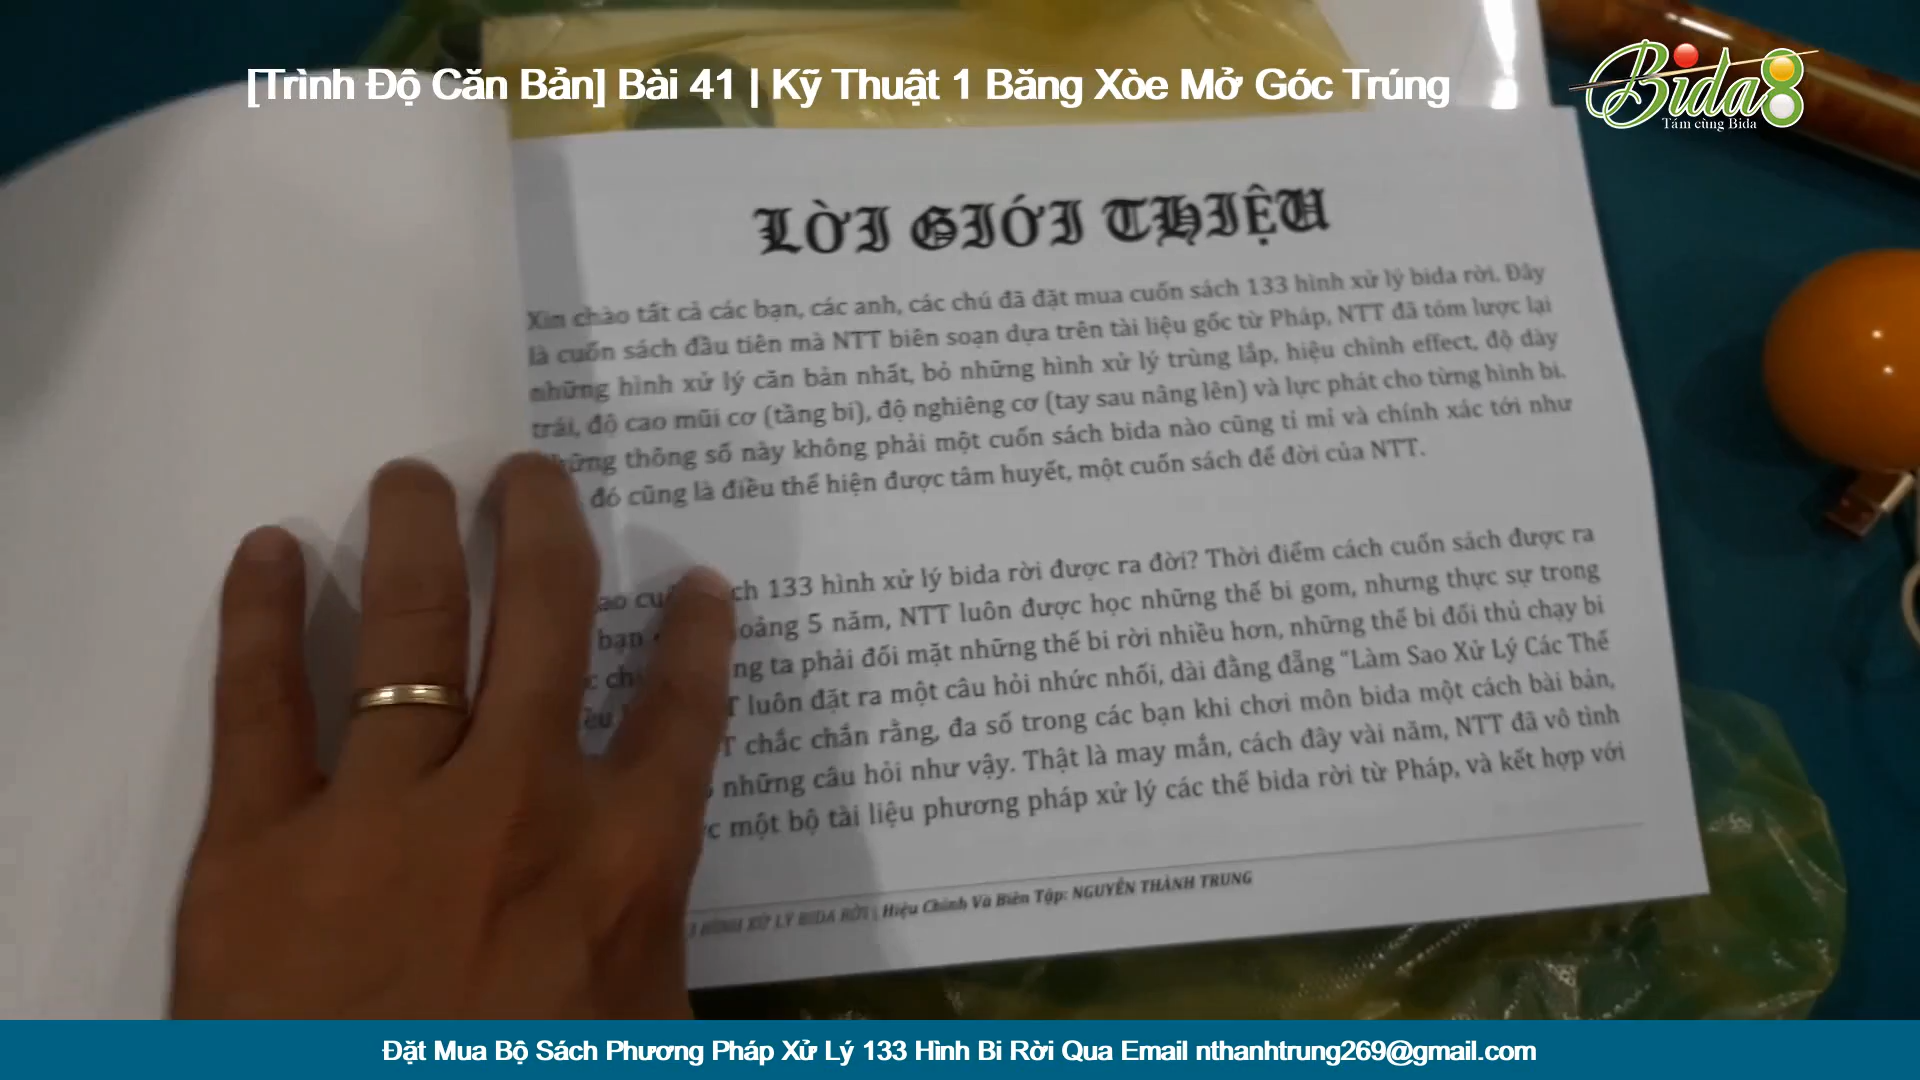 [Trình Độ Căn Bản] Bài 41 | Kỹ Thuật 1 Băng Xòe Mở Góc Trúng
Bida8
Tám cùng Bida
LỜI GIỚI THIỆU
Xin chào tất cả các bạn, các anh, các chú đã đặt mua cuốn sách 133 hình xử lý bida rời. Đây
là cuốn sách đầu tiên mà NTT biên soạn dựa trên tài liệu gốc từ Pháp, NTT đã tóm lược lại
những hình xử lý căn bản nhất, bỏ những hình xử lý trùng lắp, hiệu chỉnh effect, độ dày
trái, độ cao mũi cơ (tầng bi), độ nghiêng cơ (tay sau nâng lên) và lực phát cho từng hình bi.
thông số này không phải một cuốn sách bida nào cũng tỉ mỉ và chính xác tới như
đó cũng là điều thể hiện được tâm huyết, một cuốn sách để đời của NTT.
133 hình xử lý bida rời được ra đời? Thời điểm cách cuốn sách được ra
bạn 5 năm, NTT luôn được học những thế bi gom, nhưng thực sự trong
ta phải đối mặt những thế bi rời nhiều hơn, những thế bi đối thủ chạy bi
luôn đặt ra một câu hỏi nhức nhối, dài đằng đẵng “Làm Sao Xử Lý Các Thế
chắc chắn rằng, đa số trong các bạn khi chơi môn bida một cách bài bản,
những câu hỏi như vậy. Thật là may mắn, cách đây vài năm, NTT đã vô tình
một bộ tài liệu phương pháp xử lý các thế bida rời từ Pháp, và kết hợp với
HÌNH XỬ LÝ BIDA RỜI | Hiệu Chỉnh Và Biên Tập: NGUYỄN THÀNH TRUNG
Đặt Mua Bộ Sách Phương Pháp Xử Lý 133 Hình Bi Rời Qua Email nthanhtrung269@gmail.com